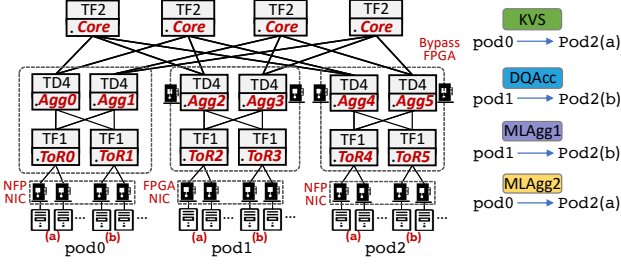 TF2 TF2 TF2 TF2
.Core .Core .Core .Core
Bypass
FPGA
TD4 TD4 TD4 TD4 TD4 TD4
.Agg0 .Agg1 .Agg2 .Agg3 .Agg4 .Agg5
TF1 TF1 TF1 TF1 TF1 TF1
.ToR0 .ToR1 .ToR2 .ToR3 .ToR4 .ToR5
NFP
NIC
FPGA
NIC
NFP
NIC
... ... ...
(a) (b) (a) (b) (a) (b)
pod0 pod1 pod2
KVS
pod0 → Pod2(a)
DQAcc
pod1 → Pod2(b)
MLAgg1
pod1 → Pod2(b)
MLAgg2
pod0 → Pod2(a)